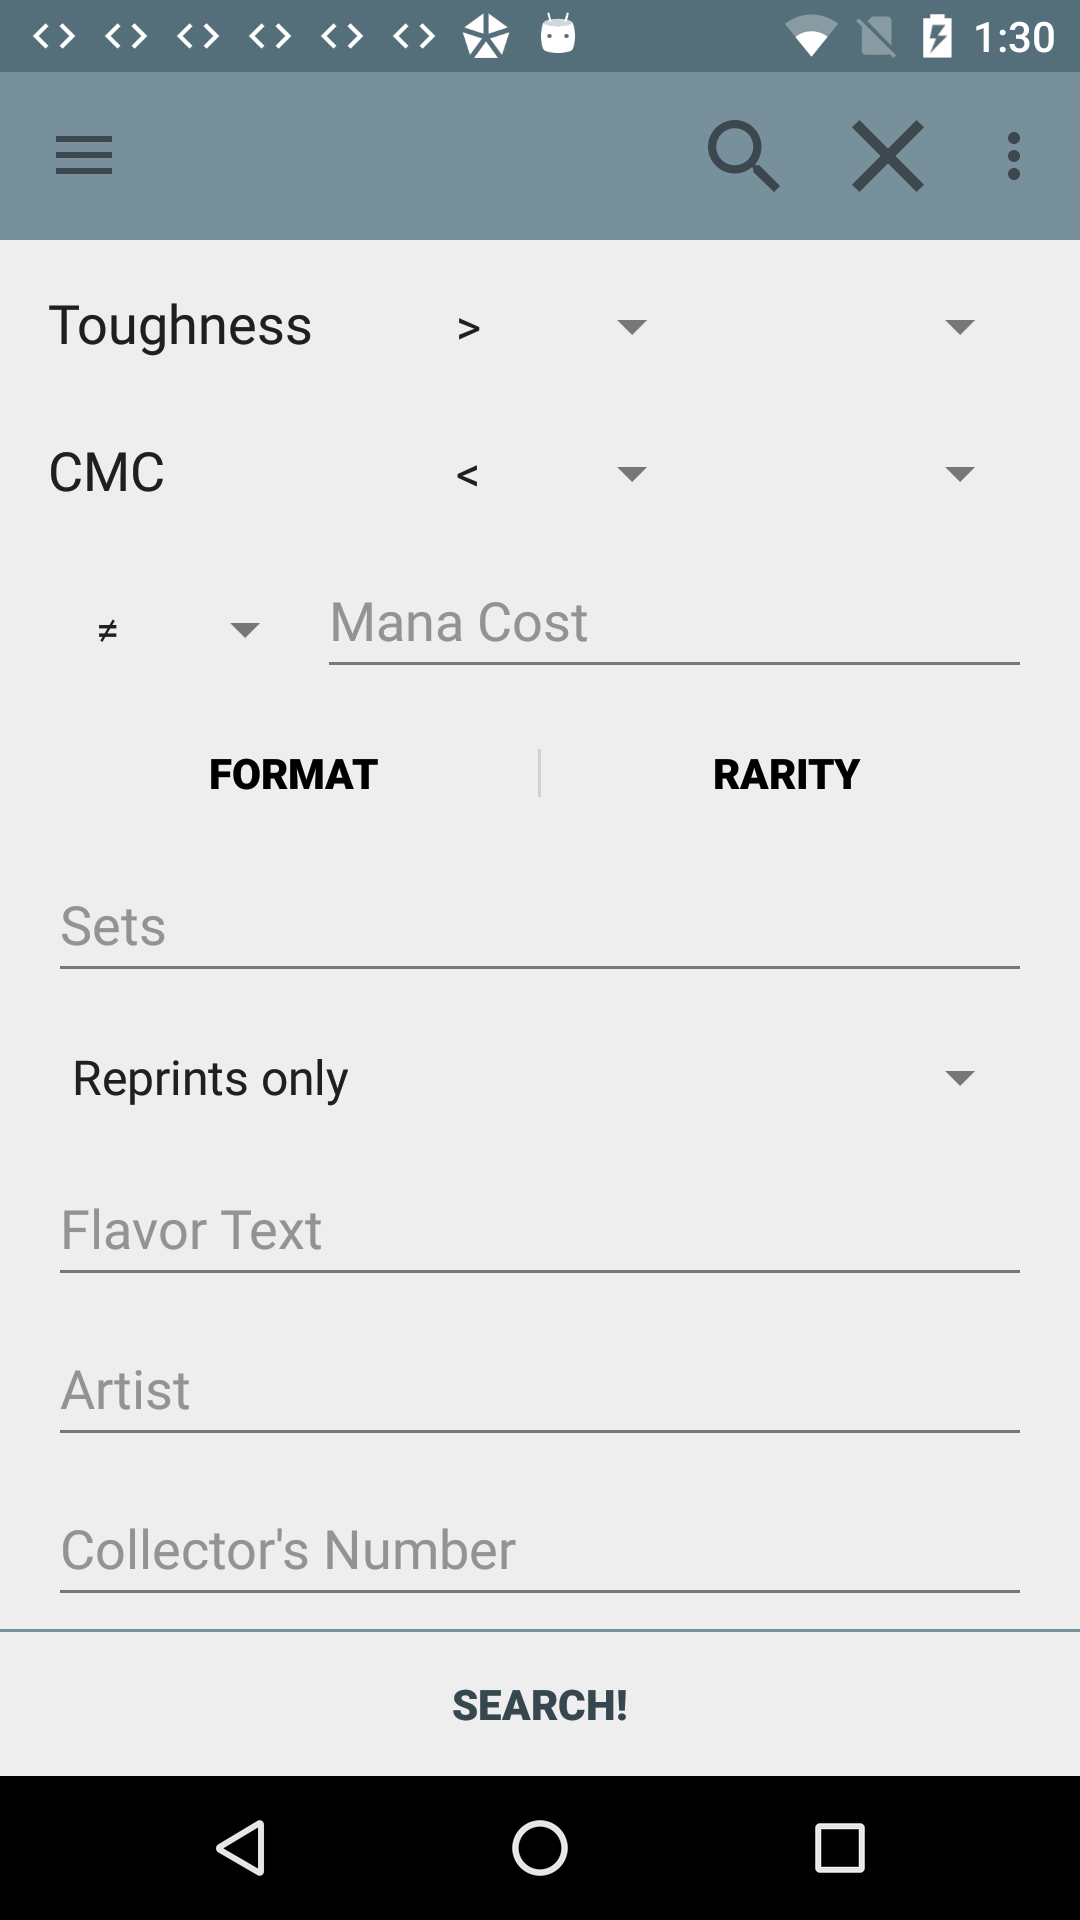 1:30
Toughness > 
CMC <
≠ Mana Cost
FORMAT RARITY
Sets
Reprints only
Flavor Text
Artist
Collector's Number
SEARCH!